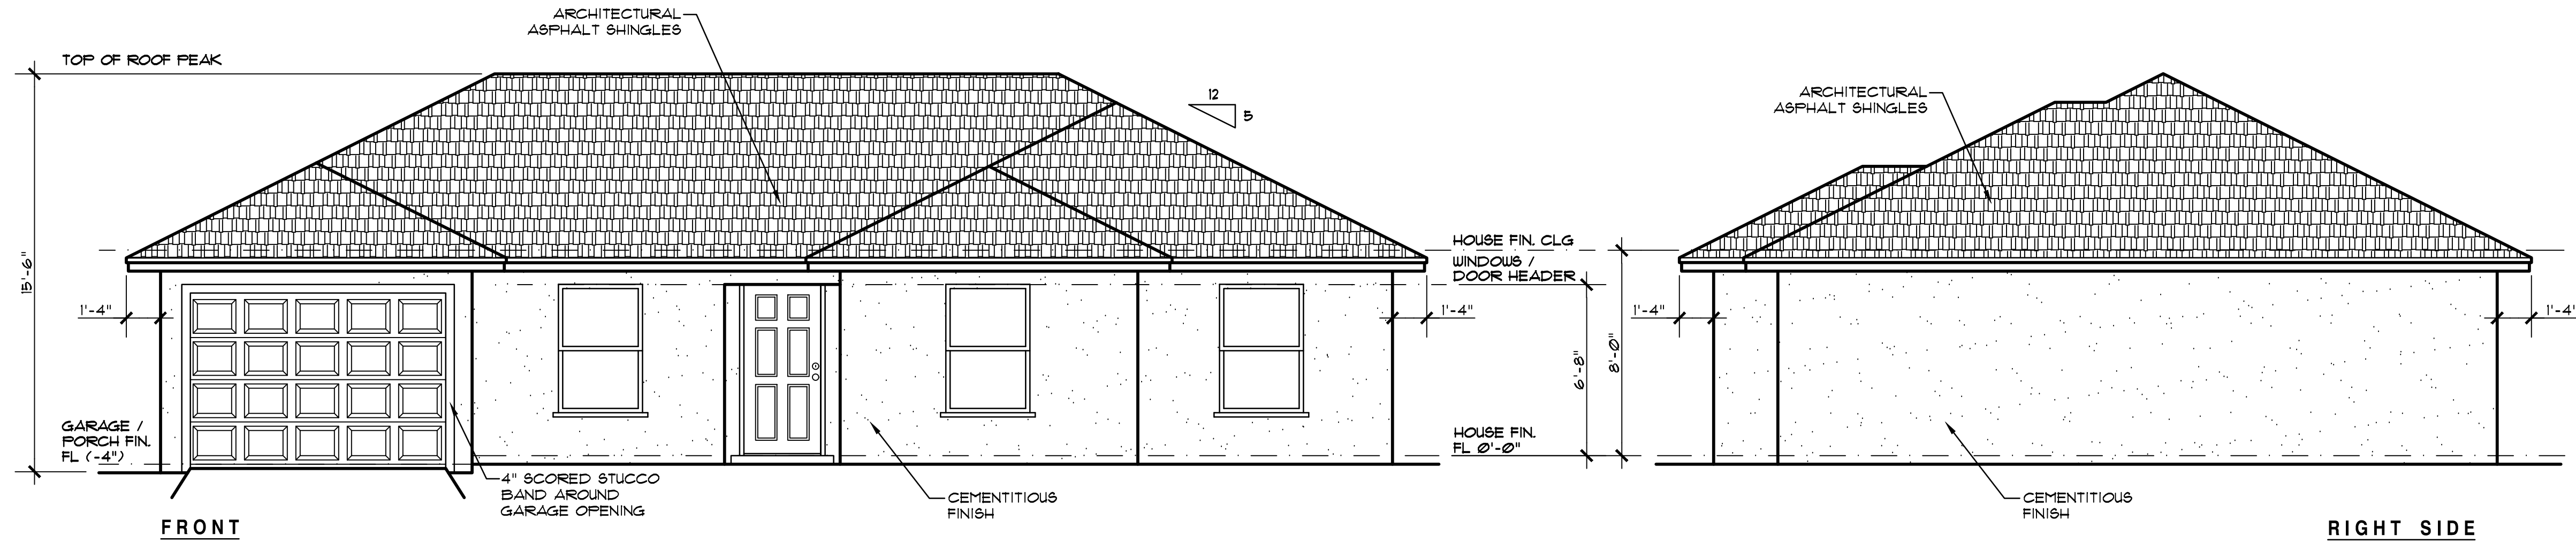 ARCHITECTURAL
ASPHALT SHINGLES
TOP OF ROOF PEAK
12
5
15'-6"
1'-4"
GARAGE /
PORCH FIN.
FL (-4")
4" SCORED STUCCO
BAND AROUND
GARAGE OPENING
CEMENTITIOUS
FINISH
1'-4"
HOUSE FIN. CLG
WINDOWS /
DOOR HEADER
6'-8"
8'-0"
HOUSE FIN.
FL 0'-0"
FRONT
ARCHITECTURAL
ASPHALT SHINGLES
1'-4"
1'-4"
CEMENTITIOUS
FINISH
RIGHT SIDE